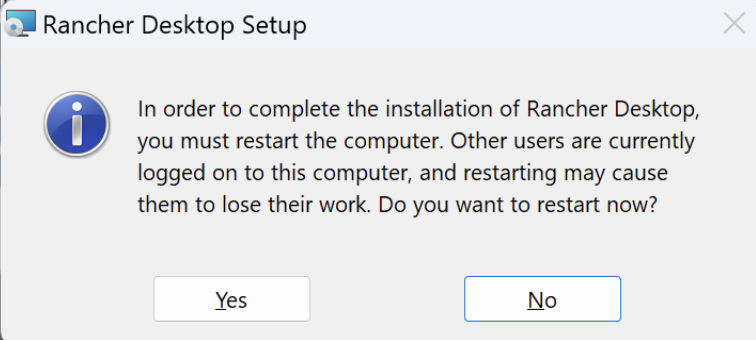 Rancher Desktop Setup
In order to complete the installation of Rancher Desktop,
you must restart the computer. Other users are currently
logged on to this computer, and restarting may cause
them to lose their work. Do you want to restart now?
Yes
No